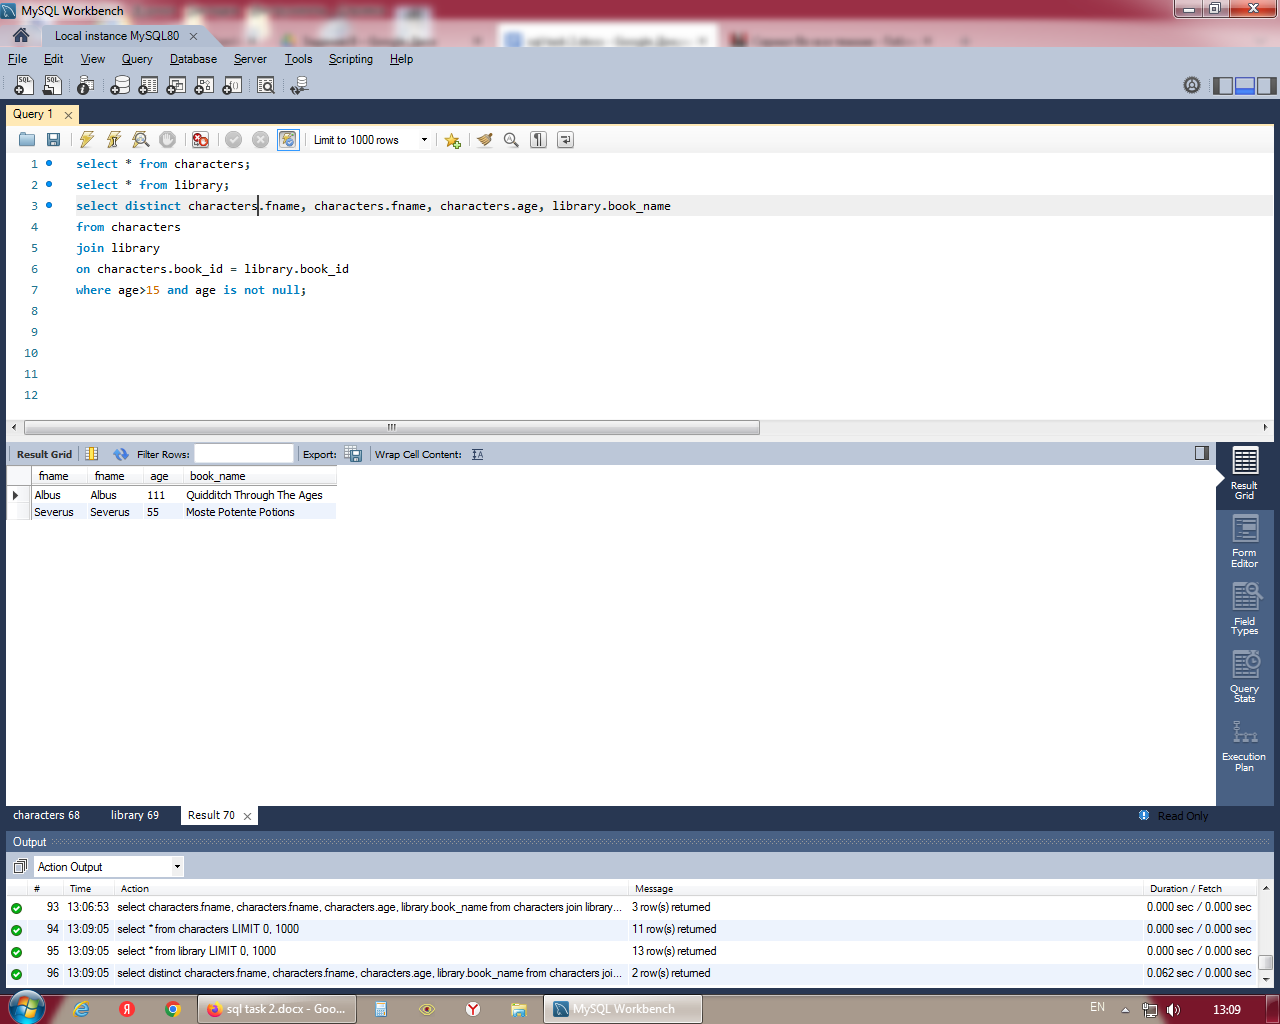 MySQL Workbench
Local instance MySQL80
File Edit View Query Database Server Tools Scripting Help
Query 1
Limit to 1000 rows
1 select * from characters;
2 select * from library;
3 select distinct characters.fname, characters.fname, characters.age, library.book_name
4 from characters
5 join library
6 on characters.book_id = library.book_id
7 where age>15 and age is not null;
8
9
10
11
12
Result Grid Filter Rows: Export: Wrap Cell Content:
fname fname age book_name
Albus Albus 111 Quidditch Through The Ages
Severus Severus 55 Moste Potente Potions
Result Grid
Form Editor
Field Types
Query Stats
Execution Plan
characters 68 library 69 Result 70 Read Only
Output
Action Output
# Time Action Message Duration / Fetch
93 13:06:53 select characters.fname, characters.fname, characters.age, library.book_name from characters join library... 3 row(s) returned 0.000 sec / 0.000 sec
94 13:09:05 select * from characters LIMIT 0, 1000 11 row(s) returned 0.000 sec / 0.000 sec
95 13:09:05 select * from library LIMIT 0, 1000 13 row(s) returned 0.000 sec / 0.000 sec
96 13:09:05 select distinct characters.fname, characters.fname, characters.age, library.book_name from characters joi... 2 row(s) returned 0.062 sec / 0.000 sec
sql task 2.docx - Goo... MySQL Workbench EN 13:09